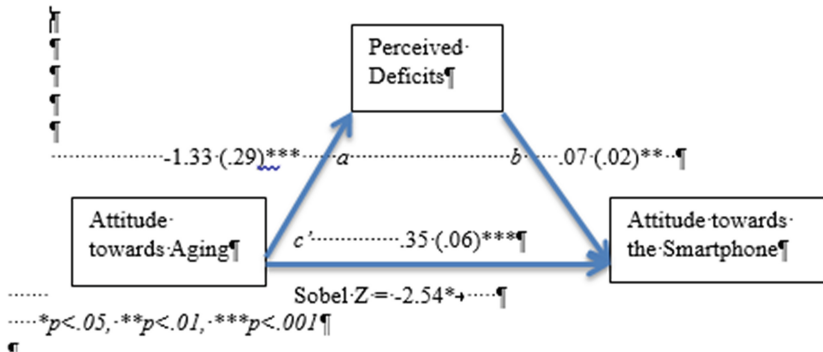 Perceived
Deficits
-1.33 (.29)*** a b .07 (.02)**
Attitude
towards Aging
c' .35 (.06)***
Attitude towards
the Smartphone
Sobel Z = -2.54*
*p<.05, **p<.01, ***p<.001